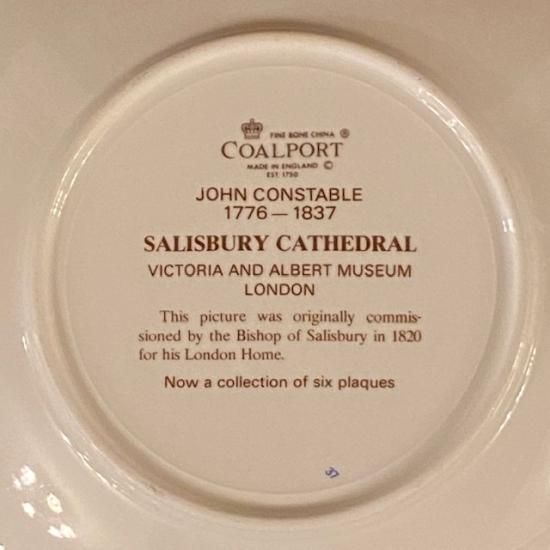 FINE BONE CHINA ®
COALPORT
MADE IN ENGLAND ©
EST. 1750
JOHN CONSTABLE
1776 — 1837
SALISBURY CATHEDRAL
VICTORIA AND ALBERT MUSEUM
LONDON
This picture was originally commis-
sioned by the Bishop of Salisbury in 1820
for his London Home.
Now a collection of six plaques